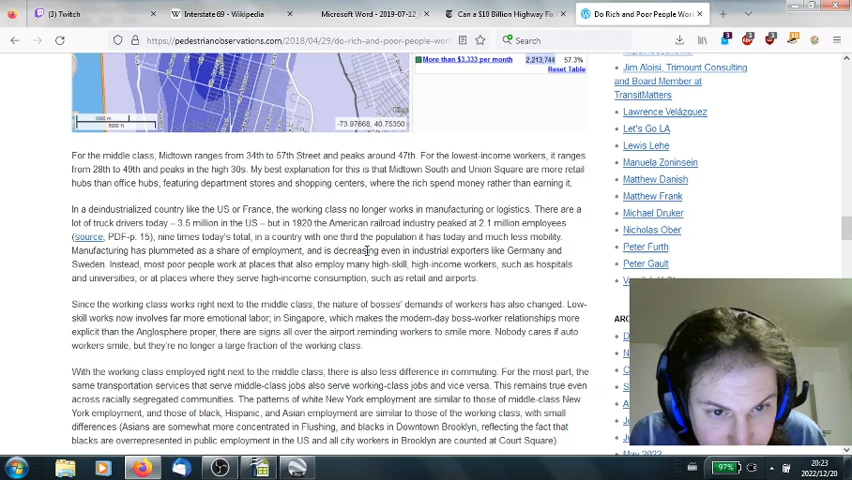 (3) Twitch
Interstate 69 - Wikipedia
Microsoft Word - 2019-07-12_
Can a $10 Billion Highway Fix
Do Rich and Poor People Wor
https://pedestrianobservations.com/2018/04/29/do-rich-and-poor-people-wo
Search
More than $3,333 per month 2,213,744 57.3%
Reset Table
-73.97668, 40.75350
For the middle class, Midtown ranges from 34th to 57th Street and peaks around 47th. For the lowest-income workers, it ranges
from 28th to 49th and peaks in the high 30s. My best explanation for this is that Midtown South and Union Square are more retail
hubs than office hubs, featuring department stores and shopping centers, where the rich spend money rather than earning it.
In a deindustrialized country like the US or France, the working class no longer works in manufacturing or logistics. There are a
lot of truck drivers today – 3.5 million in the US – but in 1920 the American railroad industry peaked at 2.1 million employees
(source, PDF-p. 15), nine times today's total, in a country with one third the population it has today and much less mobility.
Manufacturing has plummeted as a share of employment, and is decreasing even in industrial exporters like Germany and
Sweden. Instead, most poor people work at places that also employ many high-skill, high-income workers, such as hospitals
and universities, or at places where they serve high-income consumption, such as retail and airports.
Since the working class works right next to the middle class, the nature of bosses' demands of workers has also changed. Low-
skill works now involves far more emotional labor; in Singapore, which makes the modern-day boss-worker relationships more
explicit than the Anglosphere proper, there are signs all over the airport reminding workers to smile more. Nobody cares if auto
workers smile, but they're no longer a large fraction of the working class.
With the working class employed right next to the middle class, there is also less difference in commuting. For the most part, the
same transportation services that serve middle-class jobs also serve working-class jobs and vice versa. This remains true even
across racially segregated communities. The patterns of white New York employment are similar to those of middle-class New
York employment, and those of black, Hispanic, and Asian employment are similar to those of the working class, with small
differences (Asians are somewhat more concentrated in Flushing, and blacks in Downtown Brooklyn, reflecting the fact that
blacks are overrepresented in public employment in the US and all city workers in Brooklyn are counted at Court Square).
Jim Aloisi, Trimount Consulting
and Board Member at
TransitMatters
Lawrence Velázquez
Let's Go LA
Lewis Lehe
Manuela Zoninsein
Matthew Danish
Matthew Frank
Michael Druker
Nicholas Ober
Peter Furth
Peter Gault
97%
20:23
2022/12/20